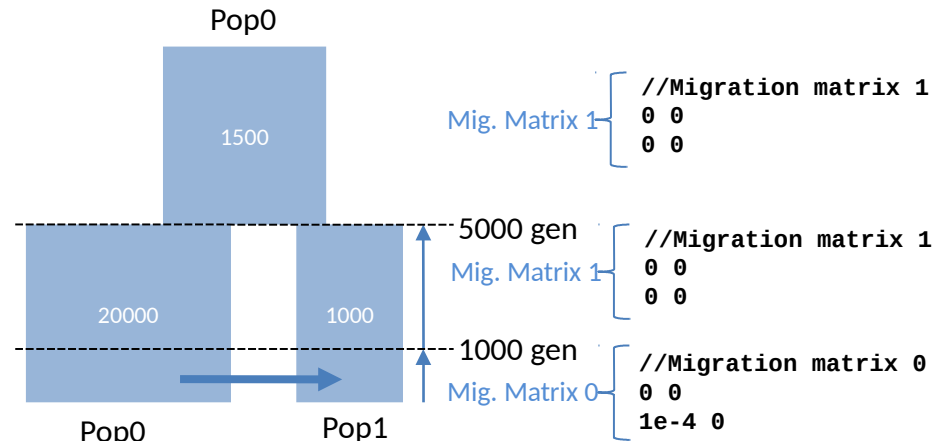 Pop0
1500
Mig. Matrix 1
//Migration matrix 1
0 0
0 0
5000 gen
Mig. Matrix 1
//Migration matrix 1
0 0
0 0
20000
1000
1000 gen
Mig. Matrix 0
//Migration matrix 0
0 0
1e-4 0
Pop0
Pop1